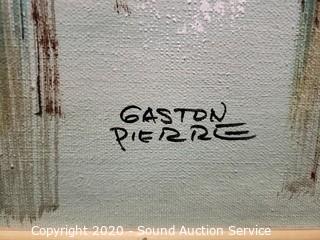 GASTON
PIERRE
Copyright 2020 - Sound Auction Service